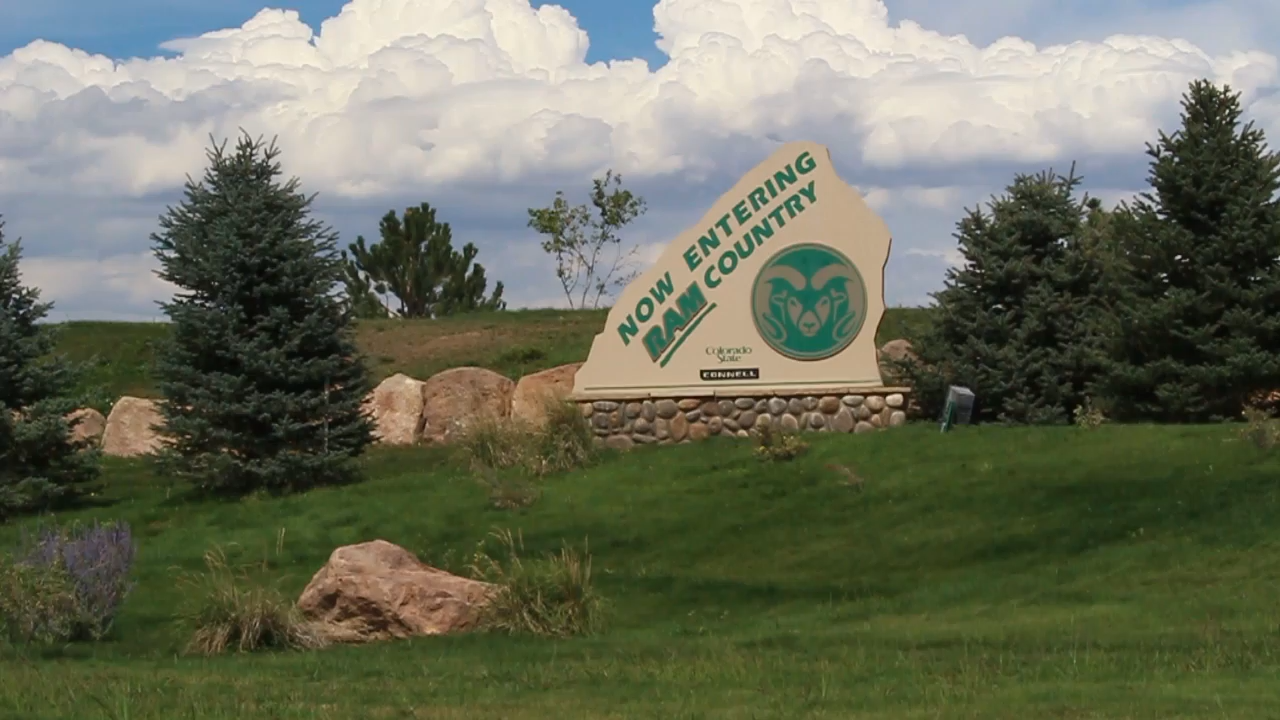 NOW ENTERING
RAM COUNTRY
Colorado
State
CONNELL